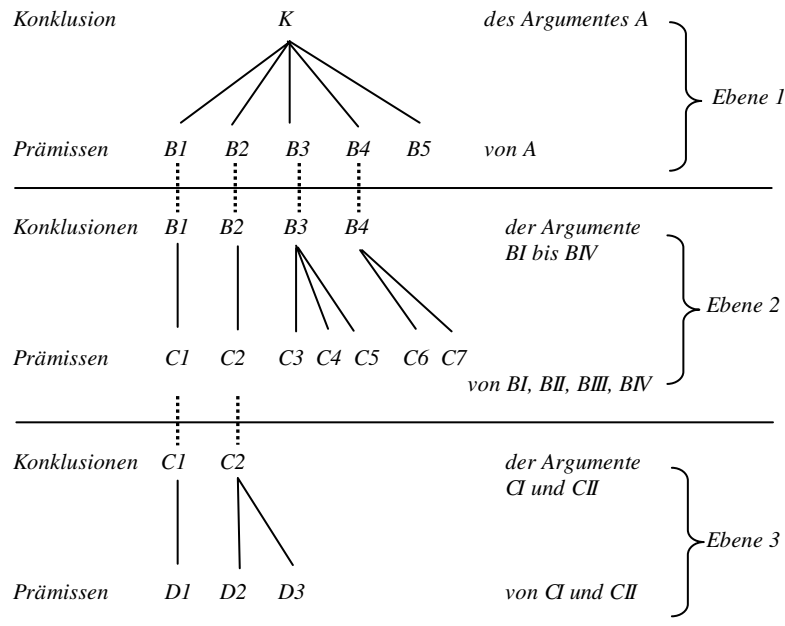 Konklusion K des Argumentes A
Ebene 1
Prämissen B1 B2 B3 B4 B5 von A
Konklusionen B1 B2 B3 B4 der Argumente
BI bis BIV
Ebene 2
Prämissen C1 C2 C3 C4 C5 C6 C7
von BI, BII, BIII, BIV
Konklusionen C1 C2 der Argumente
CI und CII
Ebene 3
Prämissen D1 D2 D3 von CI und CII